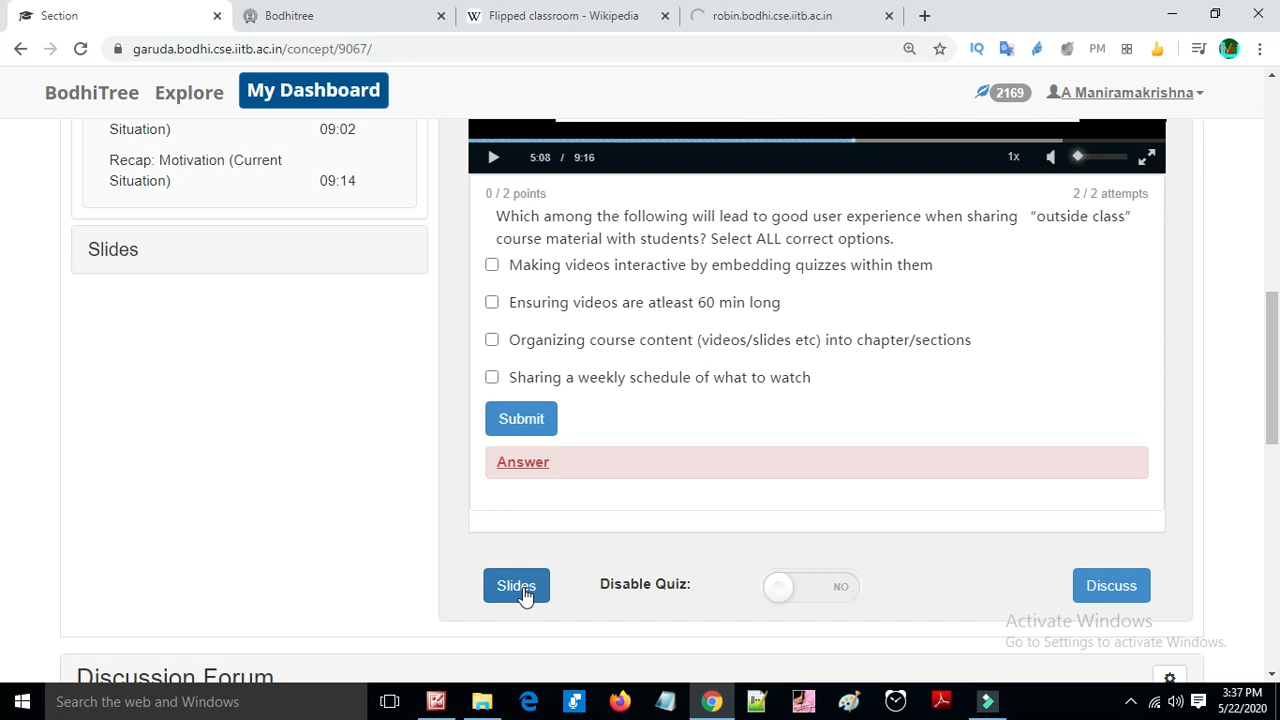 Section
Bodhitree
Flipped classroom - Wikipedia
robin.bodhi.cse.iitb.ac.in
garuda.bodhi.cse.iitb.ac.in/concept/9067/
IQ
PM
BodhiTree Explore My Dashboard
2169
A Maniramakrishna
Situation) 09:02
Recap: Motivation (Current
Situation) 09:14
Slides
5:08 / 9:16
1x
0 / 2 points
2 / 2 attempts
Which among the following will lead to good user experience when sharing “outside class”
course material with students? Select ALL correct options.
Making videos interactive by embedding quizzes within them
Ensuring videos are atleast 60 min long
Organizing course content (videos/slides etc) into chapter/sections
Sharing a weekly schedule of what to watch
Submit
Answer
Slides
Disable Quiz:
NO
Discuss
Activate Windows
Go to Settings to activate Windows.
Discussion Forum
Search the web and Windows
3:37 PM
5/22/2020